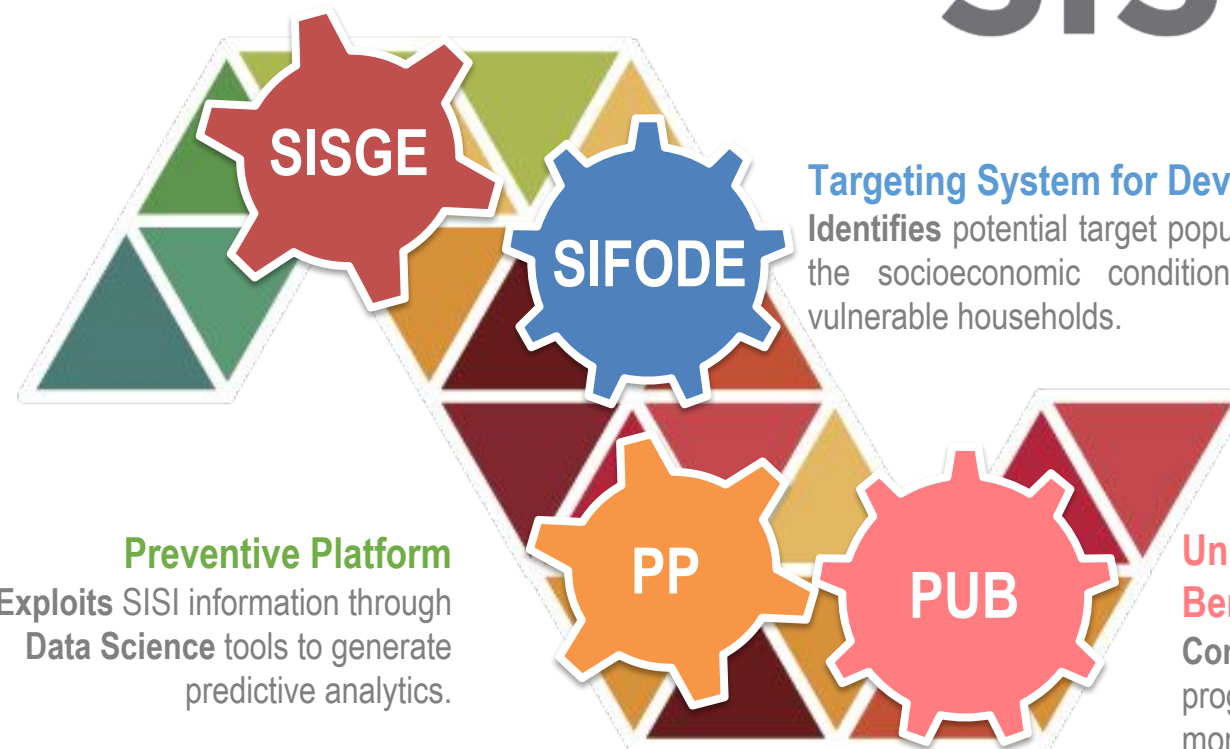 SISGE
SIFODE
Targeting System for Dev
Identifies potential target popu
the socioeconomic condition
vulnerable households.
Preventive Platform
Exploits SISI information through
Data Science tools to generate
predictive analytics.
PP
PUB
Un
Ben
Con
prog
mor